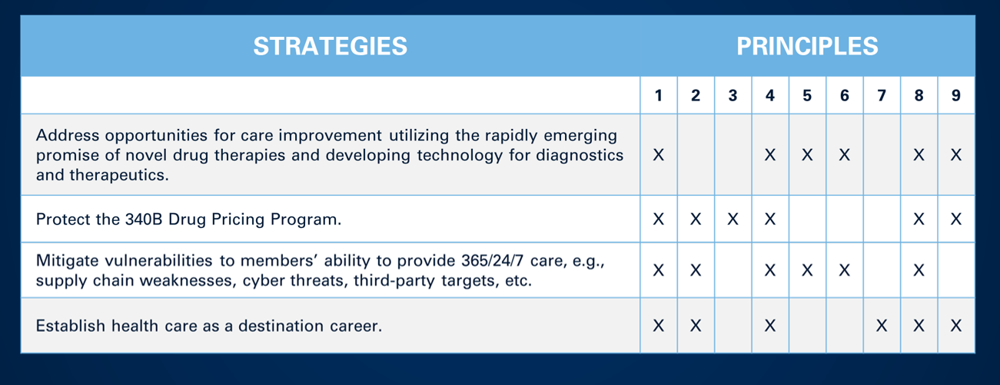 STRATEGIES PRINCIPLES
1 2 3 4 5 6 7 8 9
Address opportunities for care improvement utilizing the rapidly emerging
promise of novel drug therapies and developing technology for diagnostics
and therapeutics.
X X X X X X
Protect the 340B Drug Pricing Program. X X X X X X
Mitigate vulnerabilities to members’ ability to provide 365/24/7 care, e.g.,
supply chain weaknesses, cyber threats, third-party targets, etc.
X X X X X X
Establish health care as a destination career. X X X X X X